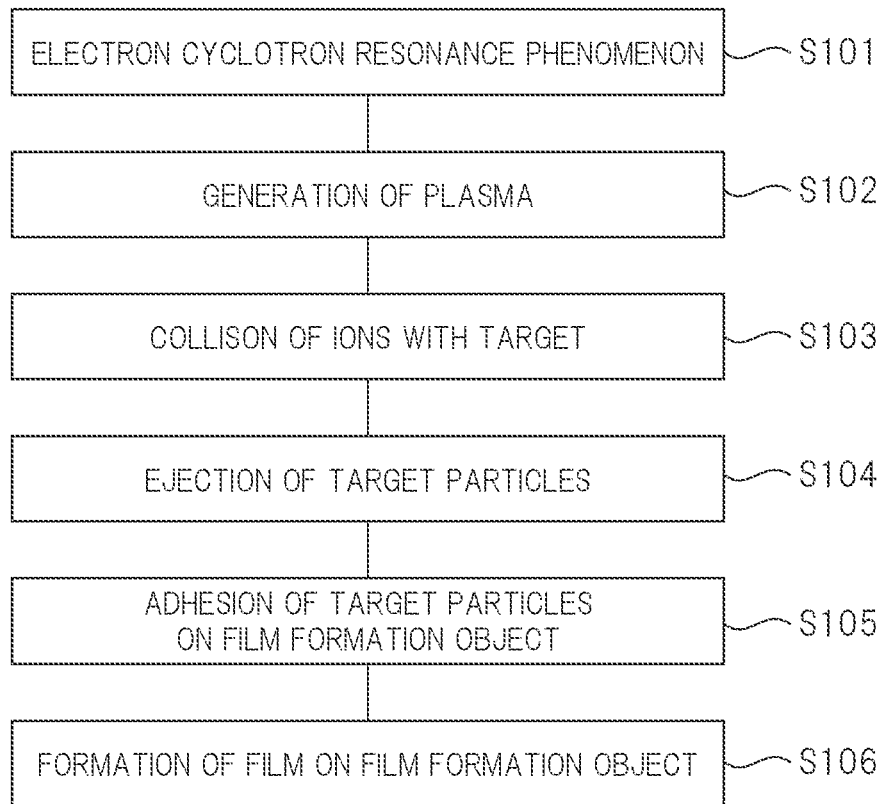 ELECTRON CYCLOTRON RESONANCE PHENOMENON S101
GENERATION OF PLASMA S102
COLLISON OF IONS WITH TARGET S103
EJECTION OF TARGET PARTICLES S104
ADHESION OF TARGET PARTICLES
ON FILM FORMATION OBJECT S105
FORMATION OF FILM ON FILM FORMATION OBJECT S106